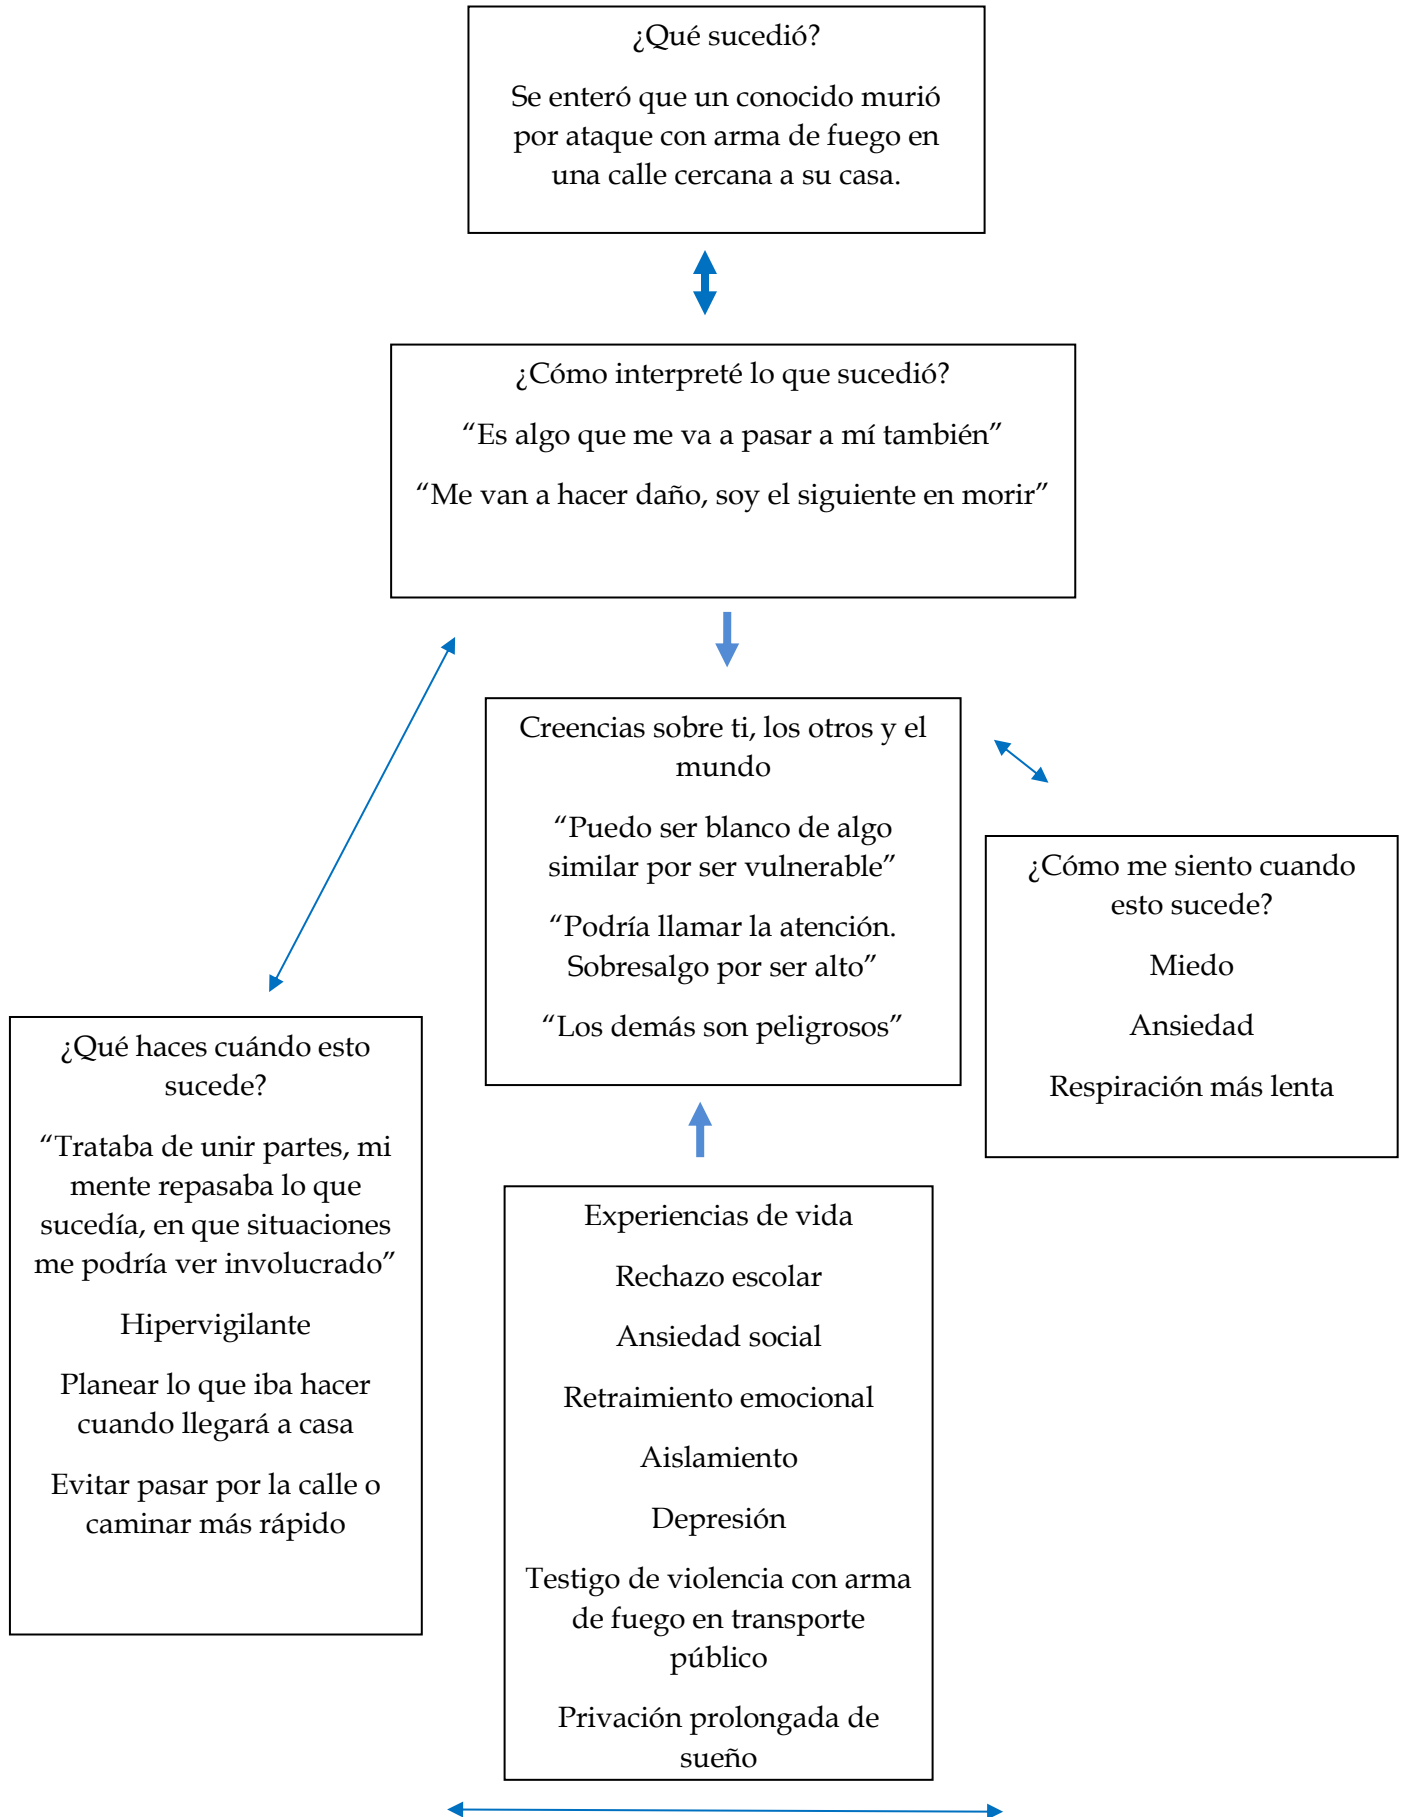 ¿Qué sucedió?
Se enteró que un conocido murió
por ataque con arma de fuego en
una calle cercana a su casa.
¿Cómo interpreté lo que sucedió?
“Es algo que me va a pasar a mí también”
“Me van a hacer daño, soy el siguiente en morir”
Creencias sobre ti, los otros y el
mundo
“Puedo ser blanco de algo
similar por ser vulnerable”
“Podría llamar la atención.
Sobresalgo por ser alto”
“Los demás son peligrosos”
¿Cómo me siento cuando
esto sucede?
Miedo
Ansiedad
Respiración más lenta
¿Qué haces cuándo esto
sucede?
“Trataba de unir partes, mi
mente repasaba lo que
sucedía, en que situaciones
me podría ver involucrado”
Hipervigilante
Planear lo que iba hacer
cuando llegará a casa
Evitar pasar por la calle o
caminar más rápido
Experiencias de vida
Rechazo escolar
Ansiedad social
Retraimiento emocional
Aislamiento
Depresión
Testigo de violencia con arma
de fuego en transporte
público
Privación prolongada de
sueño